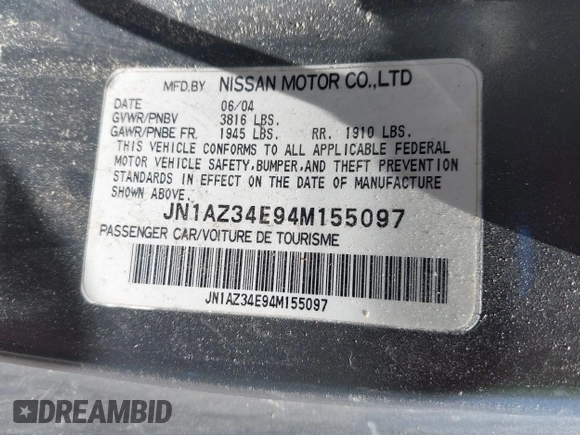 MFD.BY NISSAN MOTOR CO.,LTD
DATE 06/04
GVWR/PNBV 3816 LBS.
GAWR/PNBE FR. 1945 LBS. RR. 1910 LBS.
THIS VEHICLE CONFORMS TO ALL APPLICABLE FEDERAL
MOTOR VEHICLE SAFETY,BUMPER,AND THEFT PREVENTION
STANDARDS IN EFFECT ON THE DATE OF MANUFACTURE
SHOWN ABOVE.
JN1AZ34E94M155097
PASSENGER CAR/VOITURE DE TOURISME
JN1AZ34E94M155097
DREAMBID